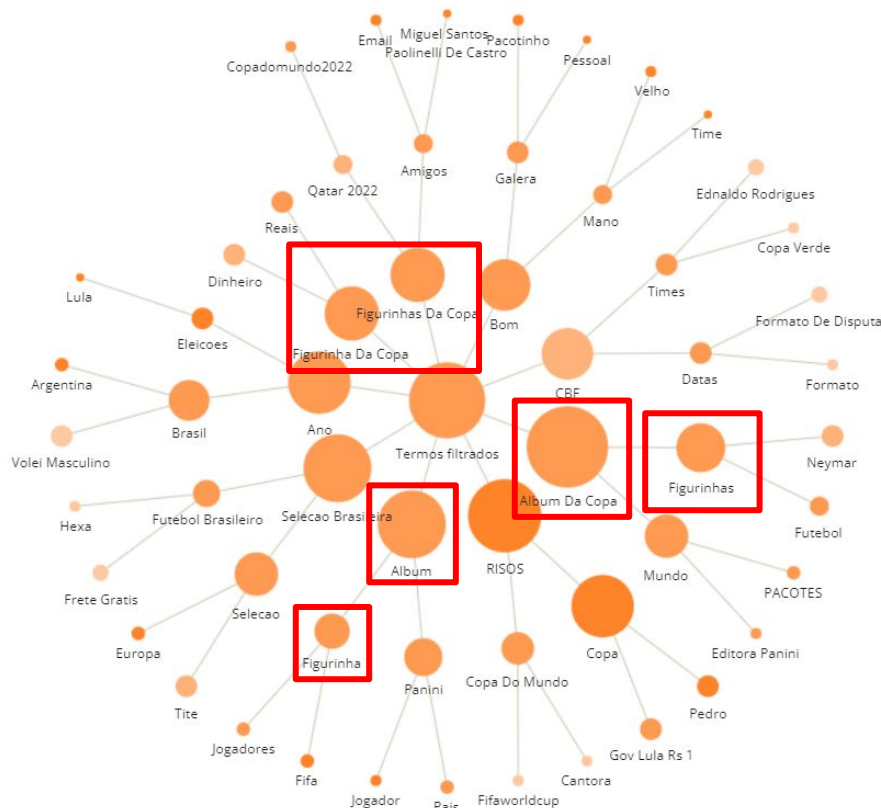 Miguel Santos
Email
Paolinelli De Castro
Pacotinho
Copadomundo2022
Pessoal
Velho
Time
Qatar 2022
Amigos
Galera
Ednaldo Rodrigues
Reais
Mano
Copa Verde
Dinheiro
Times
Lula
Figurinhas Da Copa
Bom
Formato De Disputa
Eleicoes
Figurinha Da Copa
Argentina
Datas
Formato
CBF
Brasil
Ano
Volei Masculino
Termos filtrados
Neymar
Figurinhas
Album Da Copa
Hexa
Futebol Brasileiro
Selecao Brasileira
Futebol
Album
RISOS
Mundo
Frete Gratis
PACOTES
Selecao
Europa
Figurinha
Editora Panini
Panini
Copa Do Mundo
Copa
Tite
Pedro
Jogadores
Gov Lula Rs 1
Fifa
Cantora
Jogador
Pais
Fifaworldcup